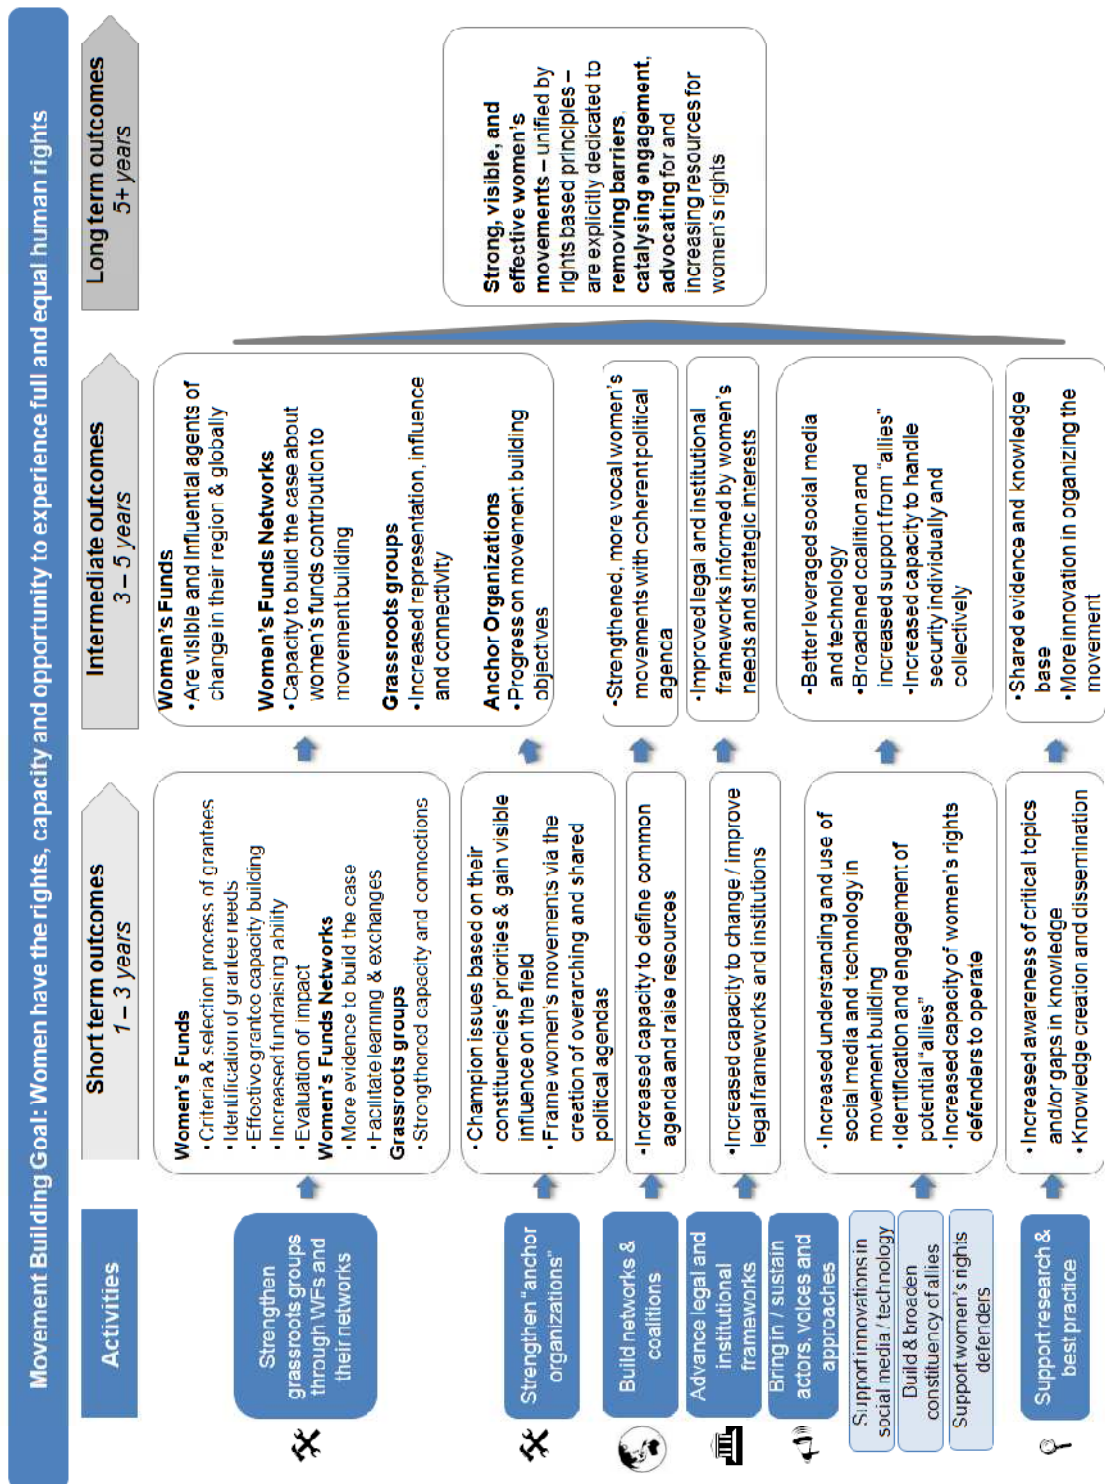 Movement Building Goal: Women have the rights, capacity and opportunity to experience full and equal human rights
Activities
Short term outcomes
1 – 3 years
Intermediate outcomes
3 – 5 years
Long term outcomes
5+ years
Strengthen
grassroots groups
through WFs and
their networks
Women's Funds
• Criteria & selection process of grantees
• Identification of grantee needs
• Effective grantee capacity building
• Increased fundraising ability
• Evaluation of impact
Women's Funds Networks
• More evidence to build the case
• Facilitate learning & exchanges
Grassroots groups
• Strengthened capacity and connections
Women's Funds
• Are visible and Influential agents of
change in their region & globally
Women's Funds Networks
• Capacity to build the case about
women's funds contribution to
movement building
Grassroots groups
• Increased representation, influence
and connectivity
Anchor Organizations
• Progress on movement building
objectives
Strengthen "anchor
organizations"
• Champion issues based on their
constituencies' priorities & gain visible
influence on the field
• Frame women's movements via the
creation of overarching and shared
political agendas
Build networks &
coalitions
• Increased capacity to define common
agenda and raise resources
• Strengthened, more vocal women's
movements with coherent political
agenda
Advance legal and
institutional
frameworks
• Increased capacity to change / improve
legal frameworks and institutions
• Improved legal and institutional
frameworks informed by women's
needs and strategic interests
Bring in / sustain
actors, voices and
approaches
Support innovations in
social media / technology
Build & broaden
constituency of allies
Support women's rights
defenders
• Increased understanding and use of
social media and technology in
movement building
• Identification and engagement of
potential "allies"
• Increased capacity of women's rights
defenders to operate
• Better leveraged social media
and technology
• Broadened coalition and
increased support from "allies"
• Increased capacity to handle
security individually and
collectively
Support research &
best practice
• Increased awareness of critical topics
and/or gaps in knowledge
• Knowledge creation and dissemination
• Shared evidence and knowledge
base
• More innovation in organizing the
movement
Strong, visible, and
effective women's
movements – unified by
rights based principles –
are explicitly dedicated to
removing barriers,
catalysing engagement,
advocating for and
increasing resources for
women's rights